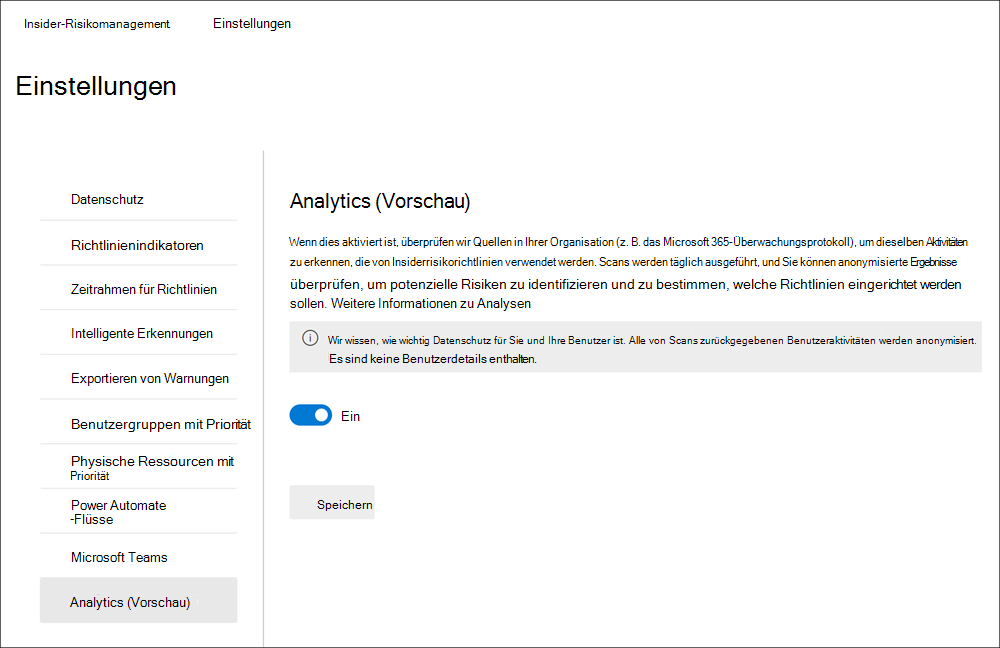 Insider-Risikomanagement
Einstellungen
Einstellungen
Datenschutz
Richtlinienindikatoren
Zeitrahmen für Richtlinien
Intelligente Erkennungen
Exportieren von Warnungen
Benutzergruppen mit Priorität
Physische Ressourcen mit
Priorität
Power Automate
-Flüsse
Microsoft Teams
Analytics (Vorschau)
Analytics (Vorschau)
Wenn dies aktiviert ist, überprüfen wir Quellen in Ihrer Organisation (z. B. das Microsoft 365-Überwachungsprotokoll), um dieselben Aktivitäten
zu erkennen, die von Insiderrisikorichtlinien verwendet werden. Scans werden täglich ausgeführt, und Sie können anonymisierte Ergebnisse
überprüfen, um potenzielle Risiken zu identifizieren und zu bestimmen, welche Richtlinien eingerichtet werden
sollen. Weitere Informationen zu Analysen
Wir wissen, wie wichtig Datenschutz für Sie und Ihre Benutzer ist. Alle von Scans zurückgegebenen Benutzeraktivitäten werden anonymisiert.
Es sind keine Benutzerdetails enthalten.
Ein
Speichern